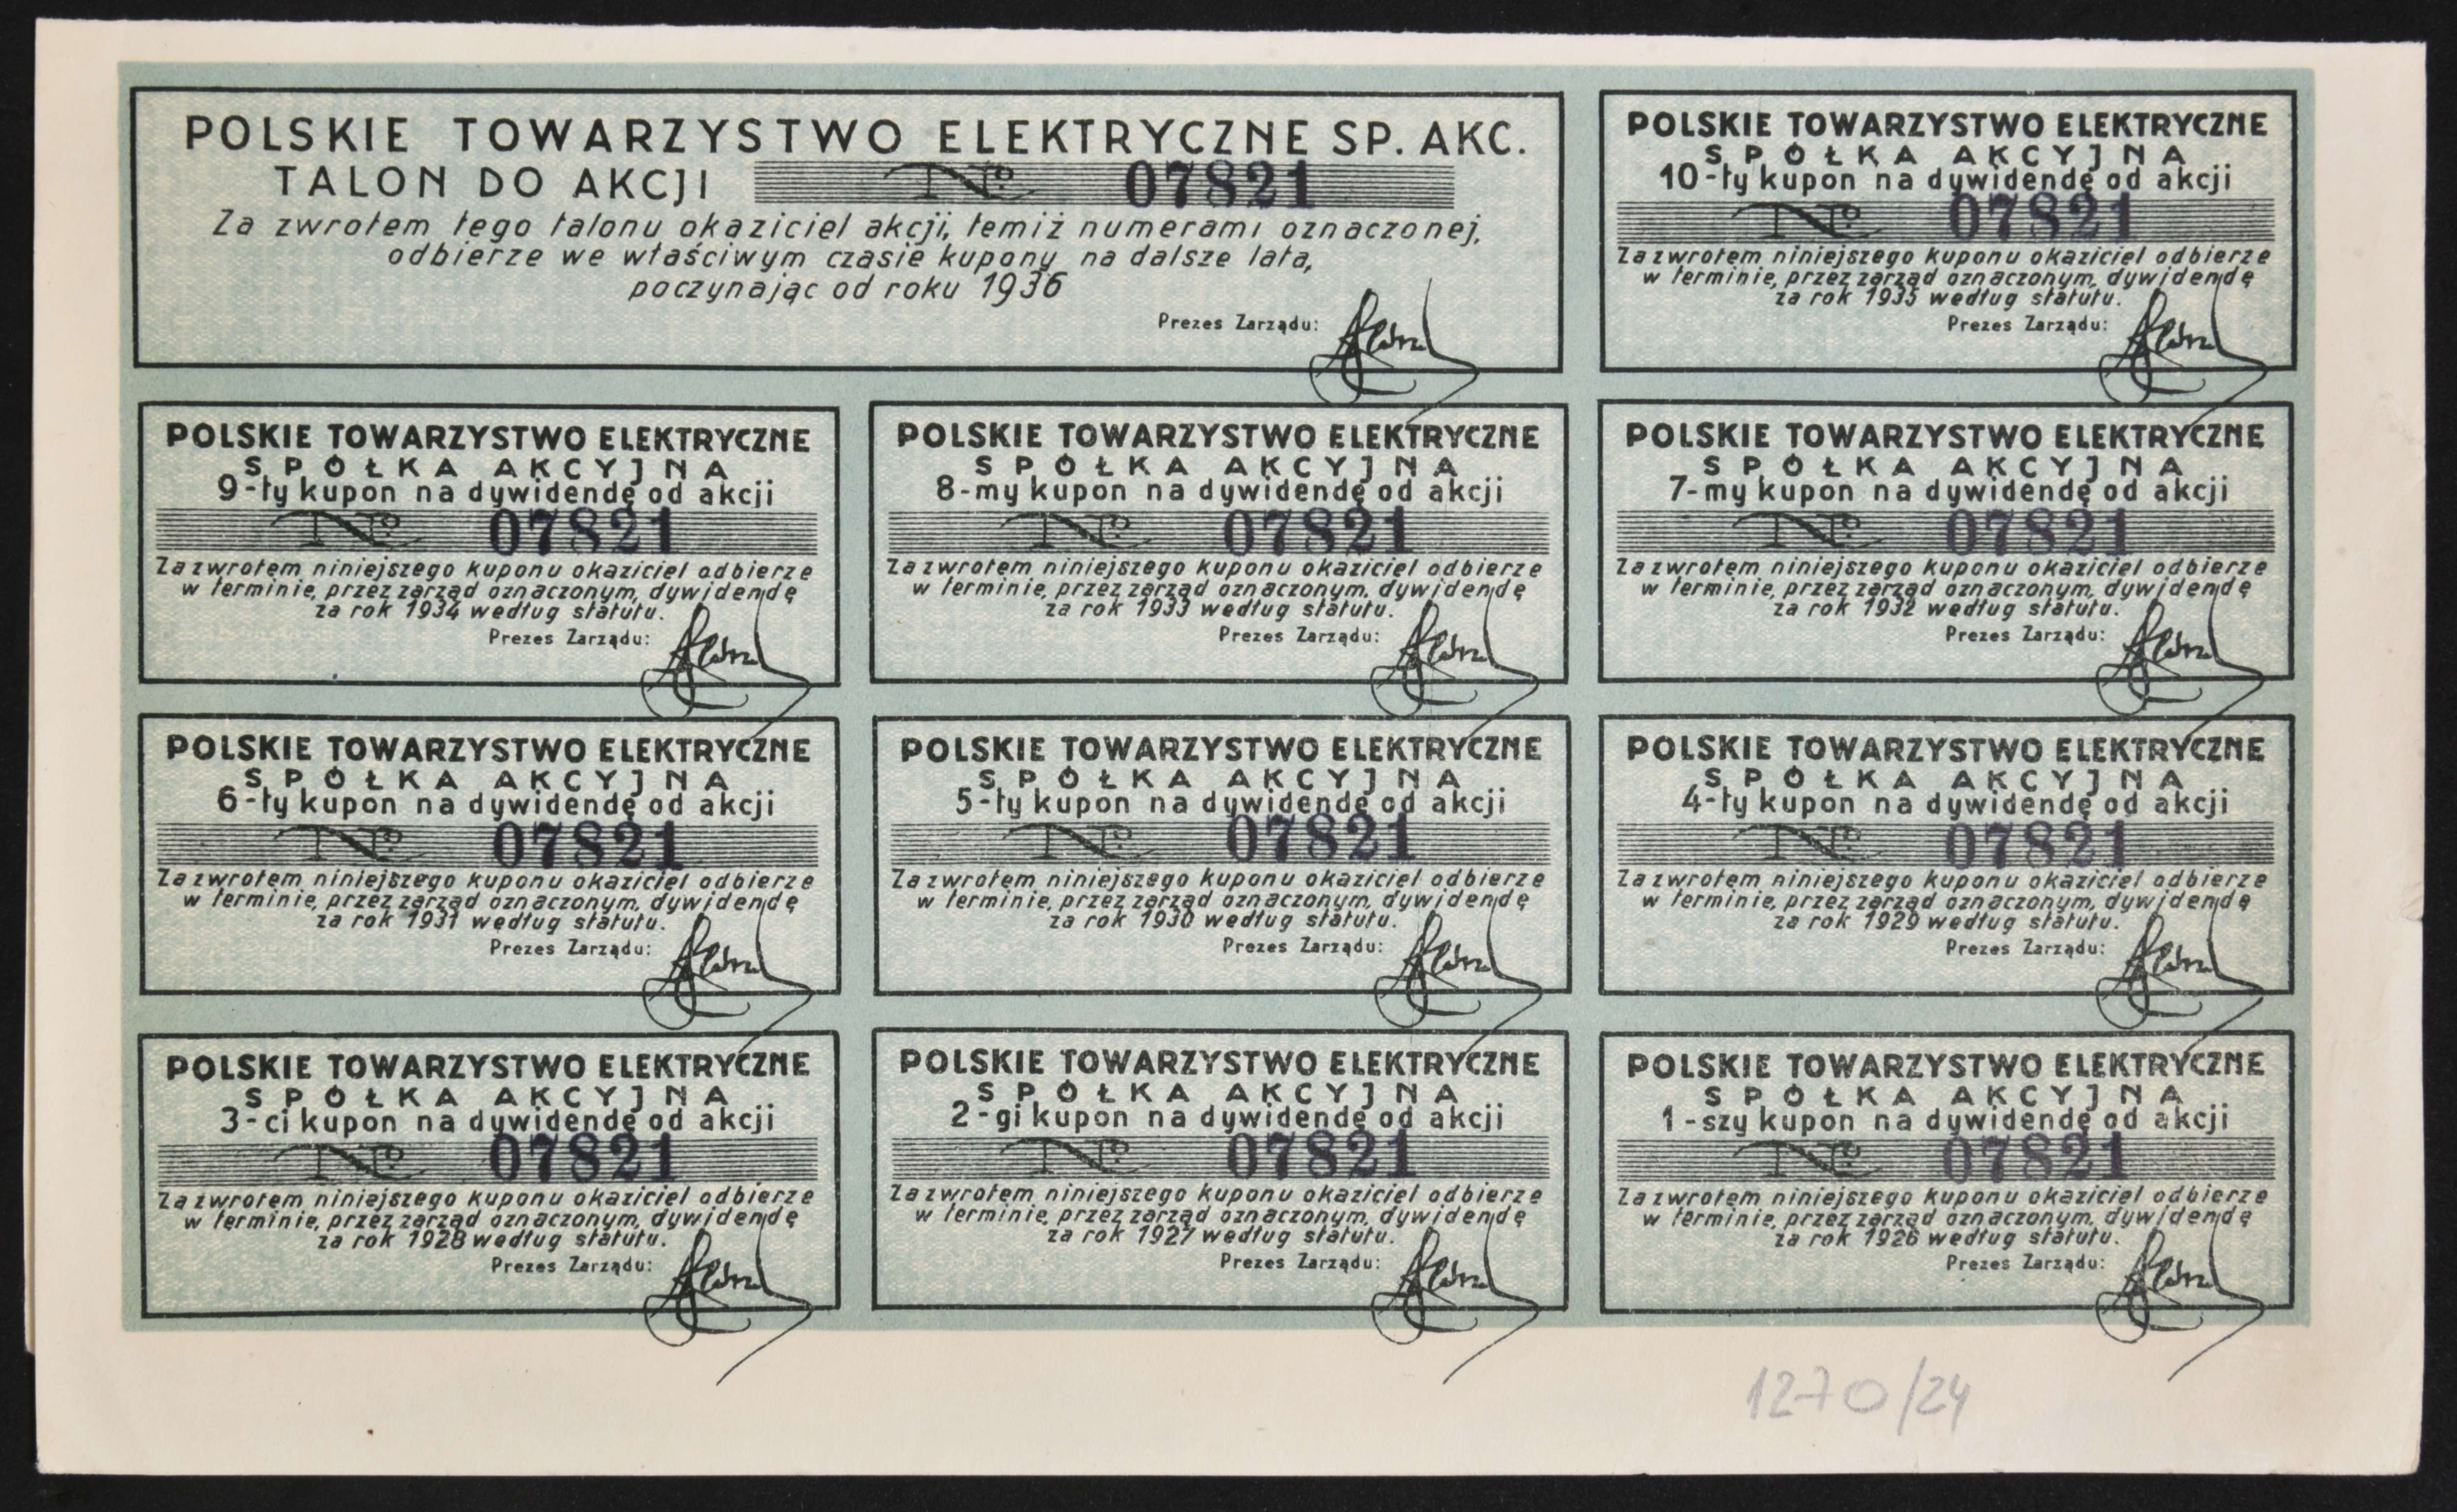 POLSKIE TOWARZYSTWO ELEKTRYCZNE SP. AKC.
TALON DO AKCJI № 07821
Za zwrotem tego talonu okaziciel akcji, temiż numerami oznaczonej,
odbierze we właściwym czasie kupony na dalsze lata,
poczynając od roku 1936
Prezes Zarządu:
POLSKIE TOWARZYSTWO ELEKTRYCZNE
SPÓŁKA AKCYJNA
10-ty kupon na dywidendę od akcji
№ 07821
Za zwrotem niniejszego kuponu okaziciel odbierze
w terminie, przez zarząd oznaczonym, dywidendę
za rok 1935 według statutu.
Prezes Zarządu:
POLSKIE TOWARZYSTWO ELEKTRYCZNE
SPÓŁKA AKCYJNA
9-ty kupon na dywidendę od akcji
№ 07821
Za zwrotem niniejszego kuponu okaziciel odbierze
w terminie, przez zarząd oznaczonym, dywidendę
za rok 1934 według statutu.
Prezes Zarządu:
POLSKIE TOWARZYSTWO ELEKTRYCZNE
SPÓŁKA AKCYJNA
8-my kupon na dywidendę od akcji
№ 07821
Za zwrotem niniejszego kuponu okaziciel odbierze
w terminie, przez zarząd oznaczonym, dywidendę
za rok 1933 według statutu.
Prezes Zarządu:
POLSKIE TOWARZYSTWO ELEKTRYCZNE
SPÓŁKA AKCYJNA
7-my kupon na dywidendę od akcji
№ 07821
Za zwrotem niniejszego kuponu okaziciel odbierze
w terminie, przez zarząd oznaczonym, dywidendę
za rok 1932 według statutu.
Prezes Zarządu:
POLSKIE TOWARZYSTWO ELEKTRYCZNE
SPÓŁKA AKCYJNA
6-ty kupon na dywidendę od akcji
№ 07821
Za zwrotem niniejszego kuponu okaziciel odbierze
w terminie, przez zarząd oznaczonym, dywidendę
za rok 1931 według statutu.
Prezes Zarządu:
POLSKIE TOWARZYSTWO ELEKTRYCZNE
SPÓŁKA AKCYJNA
5-ty kupon na dywidendę od akcji
№ 07821
Za zwrotem niniejszego kuponu okaziciel odbierze
w terminie, przez zarząd oznaczonym, dywidendę
za rok 1930 według statutu.
Prezes Zarządu:
POLSKIE TOWARZYSTWO ELEKTRYCZNE
SPÓŁKA AKCYJNA
4-ty kupon na dywidendę od akcji
№ 07821
Za zwrotem niniejszego kuponu okaziciel odbierze
w terminie, przez zarząd oznaczonym, dywidendę
za rok 1929 według statutu.
Prezes Zarządu:
POLSKIE TOWARZYSTWO ELEKTRYCZNE
SPÓŁKA AKCYJNA
3-ci kupon na dywidendę od akcji
№ 07821
Za zwrotem niniejszego kuponu okaziciel odbierze
w terminie, przez zarząd oznaczonym, dywidendę
za rok 1928 według statutu.
Prezes Zarządu:
POLSKIE TOWARZYSTWO ELEKTRYCZNE
SPÓŁKA AKCYJNA
2-gi kupon na dywidendę od akcji
№ 07821
Za zwrotem niniejszego kuponu okaziciel odbierze
w terminie, przez zarząd oznaczonym, dywidendę
za rok 1927 według statutu.
Prezes Zarządu:
POLSKIE TOWARZYSTWO ELEKTRYCZNE
SPÓŁKA AKCYJNA
1-szy kupon na dywidendę od akcji
№ 07821
Za zwrotem niniejszego kuponu okaziciel odbierze
w terminie, przez zarząd oznaczonym, dywidendę
za rok 1926 według statutu.
Prezes Zarządu:
1270/24